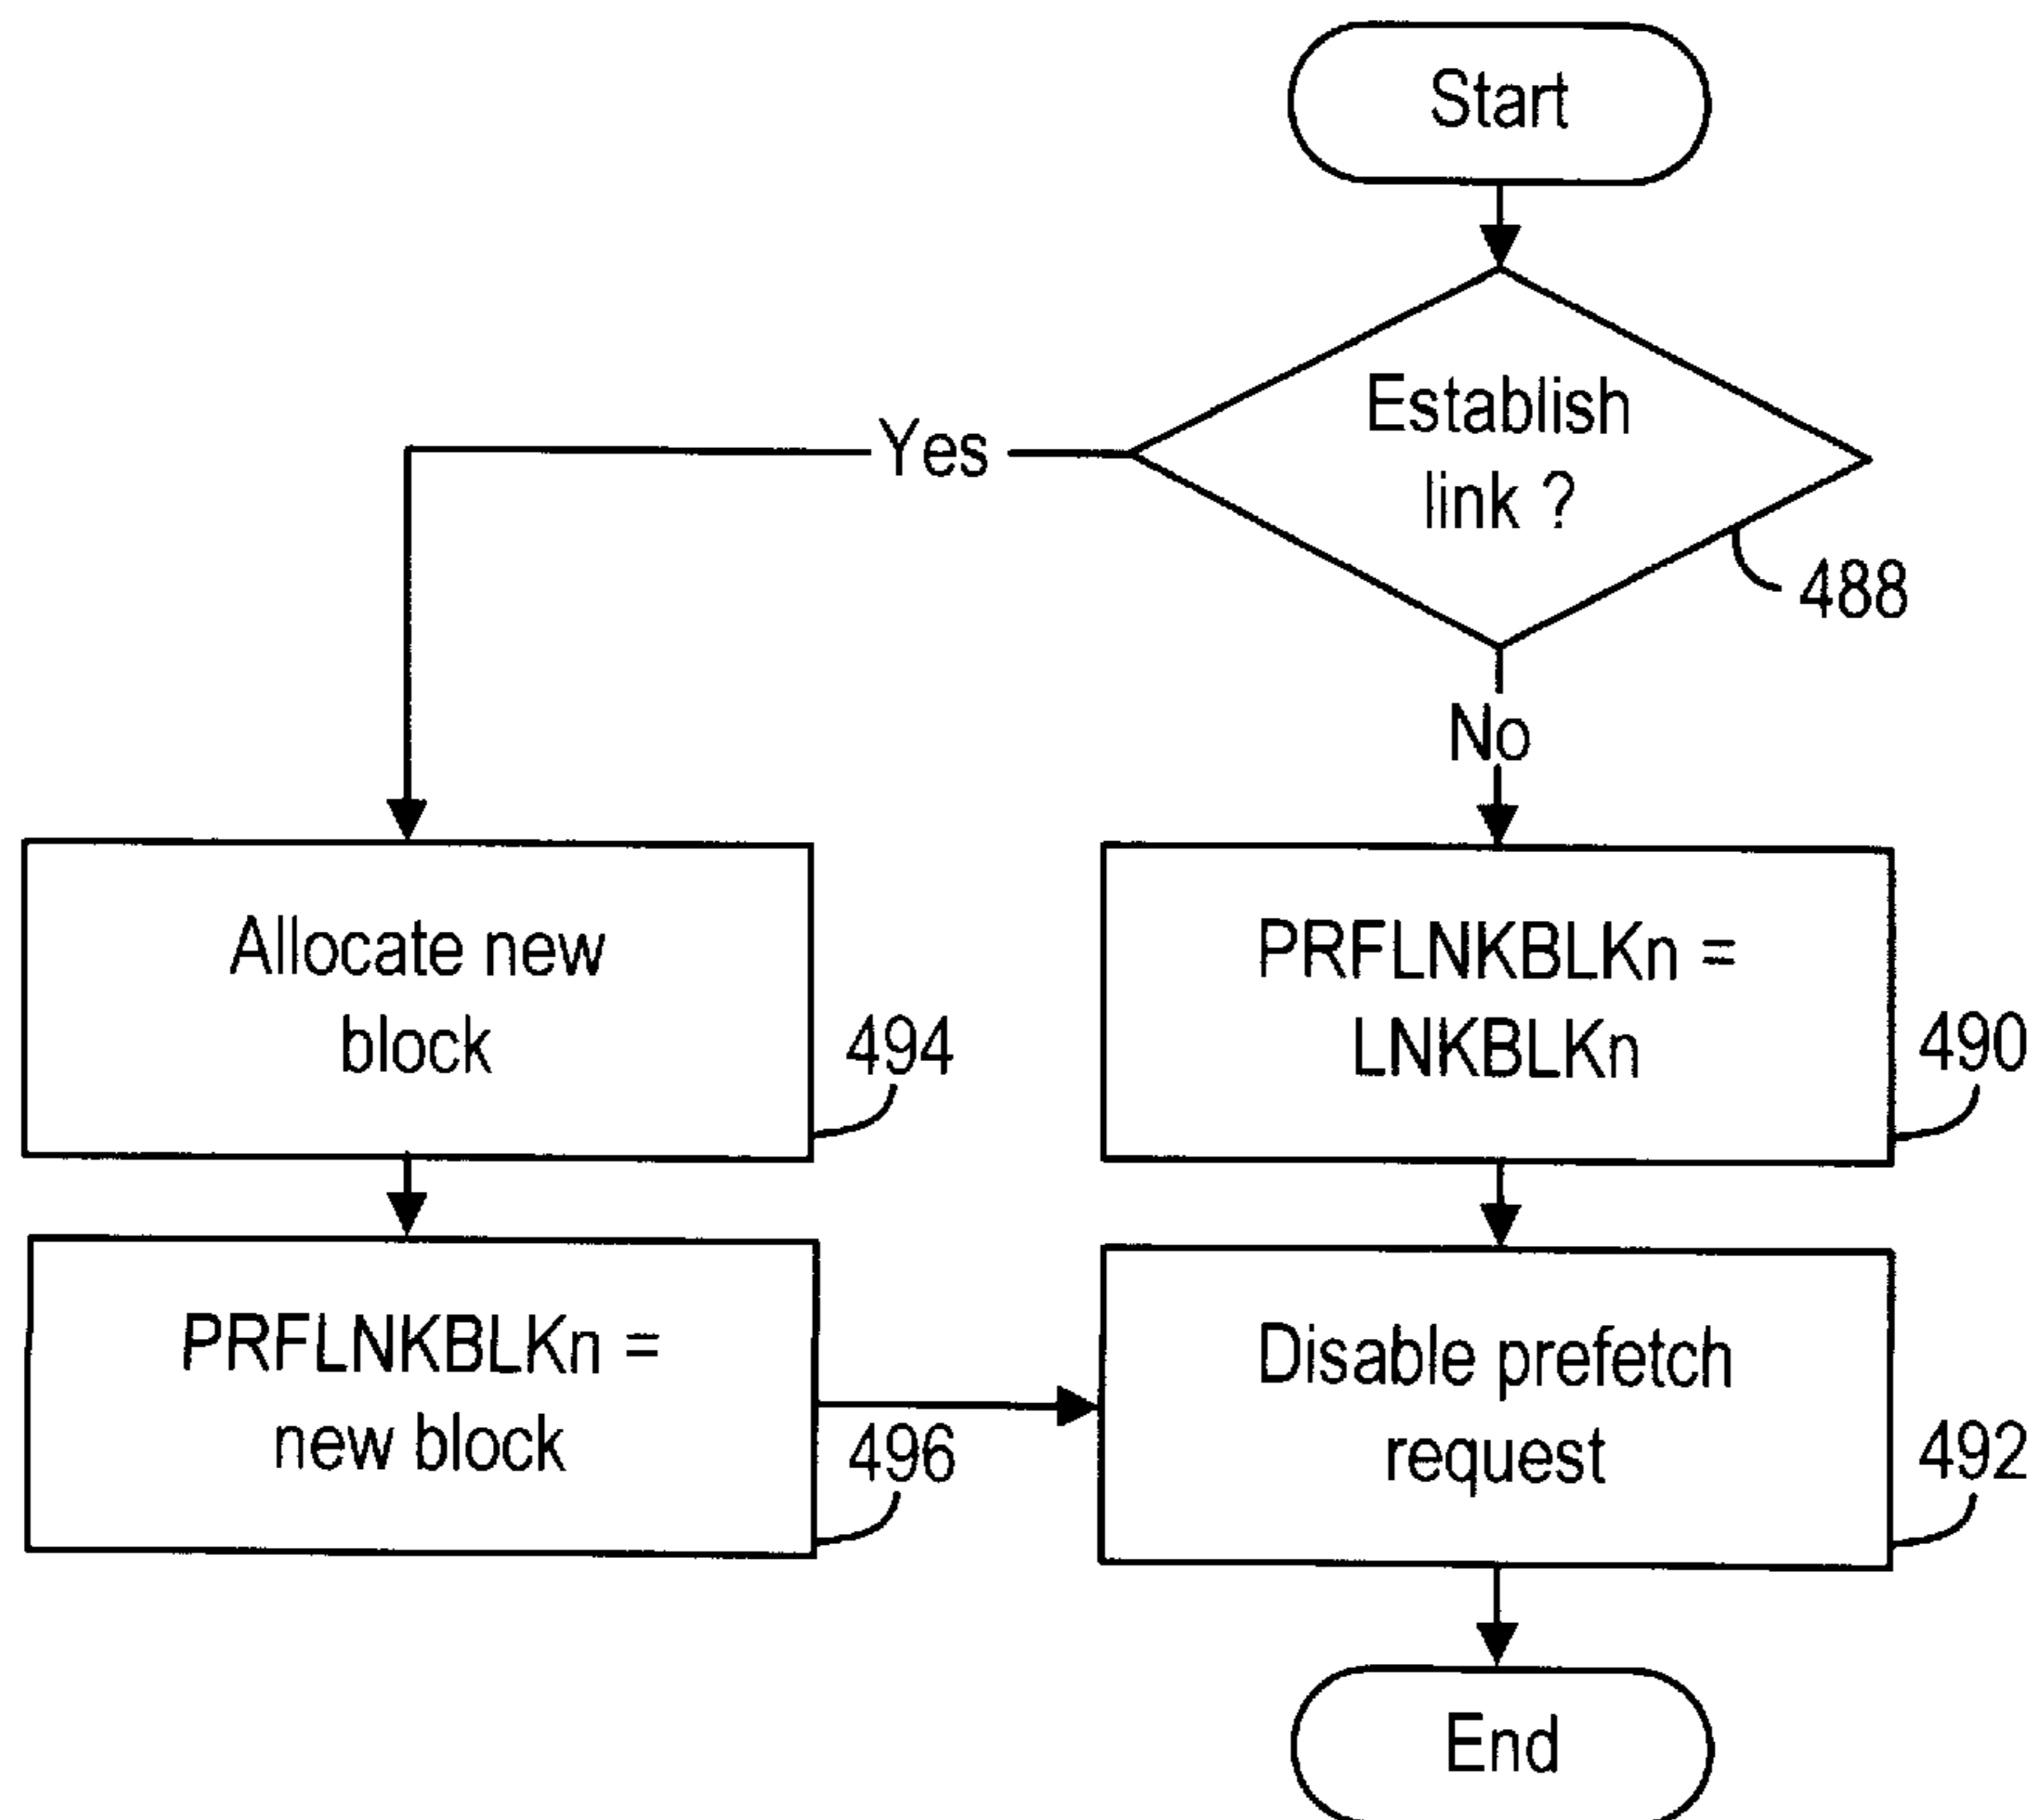 Start
Establish
link ?
488
Yes
No
Allocate new
block
494
PRFLNKBLKn =
LNKBLKn
490
PRFLNKBLKn =
new block
496
Disable prefetch
request
492
End